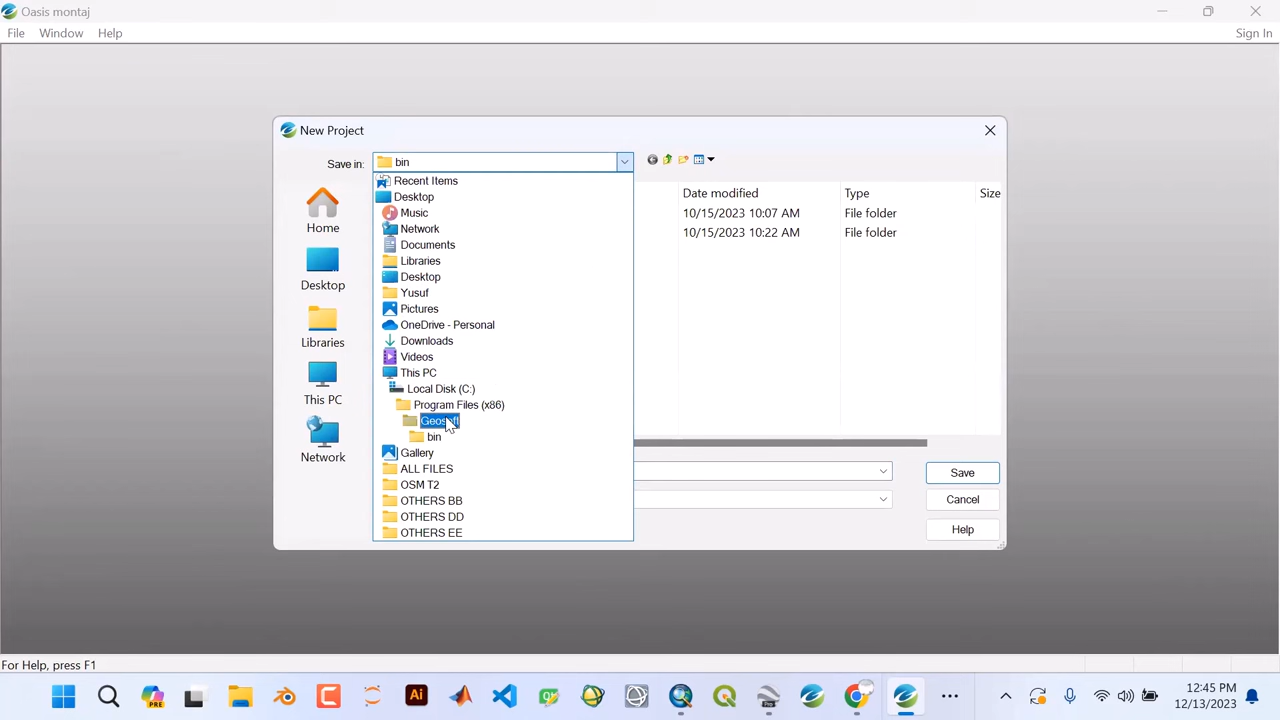 Oasis montaj
File Window Help Sign In
New Project
Save in: bin
Recent Items
Desktop
Music
Network
Documents
Libraries
Desktop
Yusuf
Pictures
OneDrive - Personal
Downloads
Videos
This PC
Local Disk (C:)
Program Files (x86)
Geosoft
bin
Gallery
ALL FILES
OSM T2
OTHERS BB
OTHERS DD
OTHERS EE
Home
Desktop
Libraries
This PC
Network
Date modified Type Size
10/15/2023 10:07 AM File folder
10/15/2023 10:22 AM File folder
Save
Cancel
Help
For Help, press F1
PRE
Ai
Pro
12:45 PM
12/13/2023